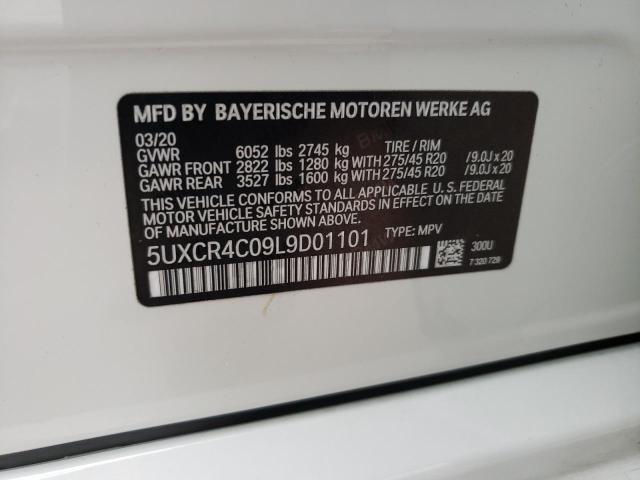 MFD BY BAYERISCHE MOTOREN WERKE AG
03/20
GVWR 6052 lbs 2745 kg TIRE / RIM
GAWR FRONT 2822 lbs 1280 kg WITH 275/45 R20 /9.0J x 20
GAWR REAR 3527 lbs 1600 kg WITH 275/45 R20 /9.0J x 20
THIS VEHICLE CONFORMS TO ALL APPLICABLE U. S. FEDERAL
MOTOR VEHICLE SAFETY STANDARDS IN EFFECT ON THE DATE OF
MANUFACTURE SHOWN ABOVE.
5UXCR4C09L9D01101 TYPE: MPV
300U
7 320 729